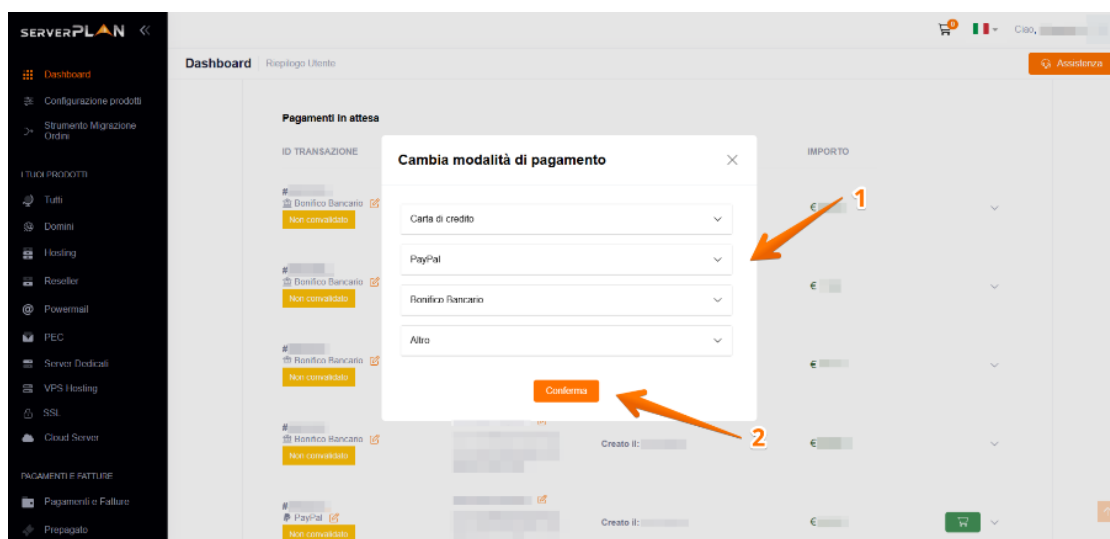 SERVERPLAN «
0
Ciao,
Dashboard
Riepilogo Utente
Assistenza
Dashboard
Configurazione prodotti
Strumento Migrazione
Ordini
I TUOI PRODOTTI
Tutti
Domini
Hosting
Reseller
Powermail
PEC
Server Dedicati
VPS Hosting
SSL
Cloud Server
PAGAMENTI E FATTURE
Pagamenti e Fatture
Prepagato
Pagamenti in attesa
ID TRANSAZIONE
IMPORTO
#
Bonifico Bancario
Non convalidato
€
#
Bonifico Bancario
Non convalidato
€
#
Bonifico Bancario
Non convalidato
€
#
Bonifico Bancario
Non convalidato
Creato il:
€
#
PayPal
Non convalidato
Creato il:
€
Cambia modalità di pagamento
Carta di credito
PayPal
Bonifico Bancario
Altro
Conferma
1
2